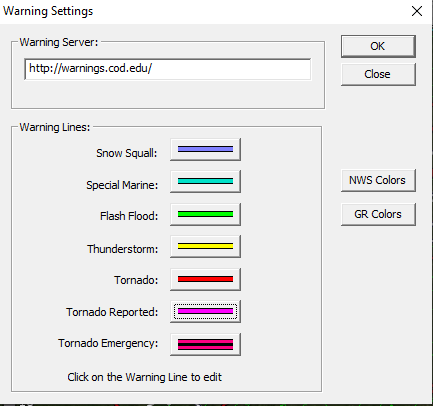 Warning Settings
Warning Server:
http://warnings.cod.edu/
OK
Close
Warning Lines:
Snow Squall:
Special Marine:
Flash Flood:
Thunderstorm:
Tornado:
Tornado Reported:
Tornado Emergency:
Click on the Warning Line to edit
NWS Colors
GR Colors